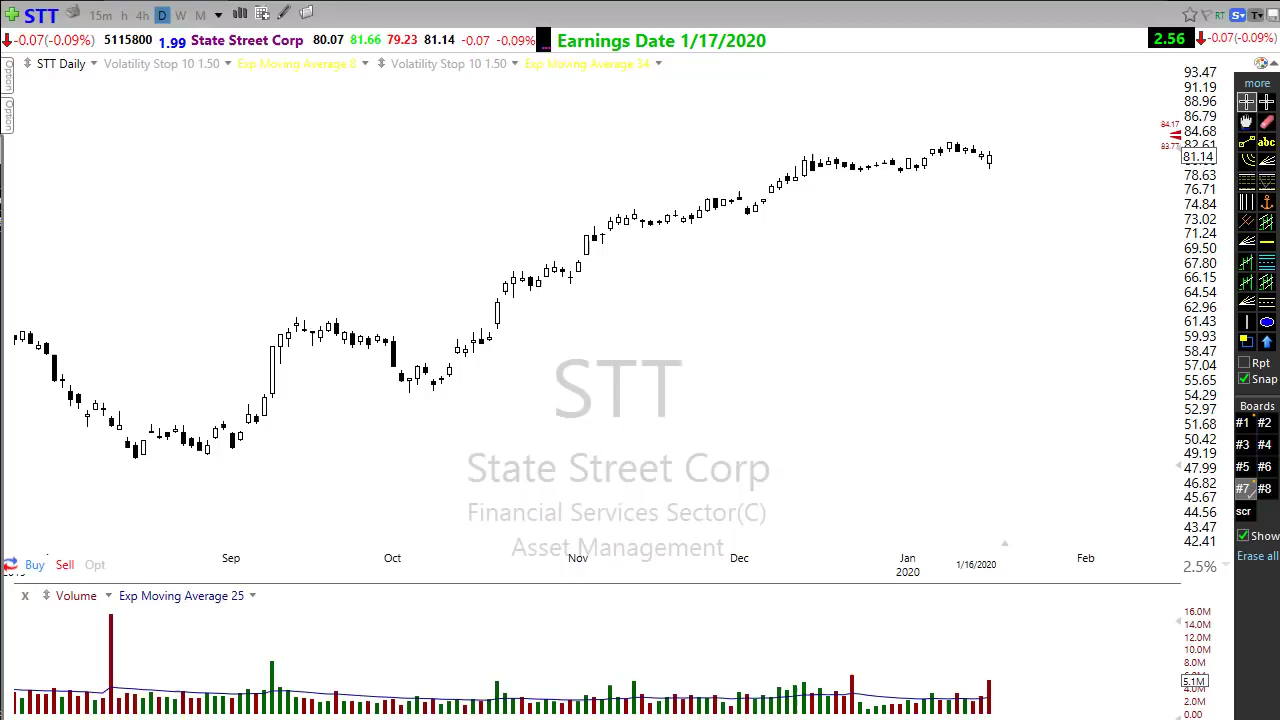 STT 15m h 4h D W M RT S T
-0.07(-0.09%) 5115800 1.99 State Street Corp 80.07 81.66 79.23 81.14 -0.07 -0.09% ... Earnings Date 1/17/2020 2.56 -0.07(-0.09%)
STT Daily Volatility Stop 10 1.50 Exp Moving Average 8 Volatility Stop 10 1.50 Exp Moving Average 34
Option
Option
93.47
91.19
88.96
86.79
84.68
82.61
81.14
78.63
76.71
74.84
73.02
71.24
69.50
67.80
66.15
64.54
62.96
61.43
59.93
58.47
57.04
55.65
54.29
52.97
51.68
50.42
49.19
47.99
46.82
45.67
44.56
43.47
42.41
2.5%
84.17
83.77
more
abc
Rpt
Snap
Boards
#1 #2
#3 #4
#5 #6
#7 #8
scr
Show
Erase all
STT
State Street Corp
Financial Services Sector(C)
Asset Management
Sep Oct Nov Dec Jan Feb
2020 1/16/2020
Buy Sell Opt
x Volume Exp Moving Average 25
16.0M
14.0M
12.0M
10.0M
8.0M
5.1M
4.0M
2.0M
0.00